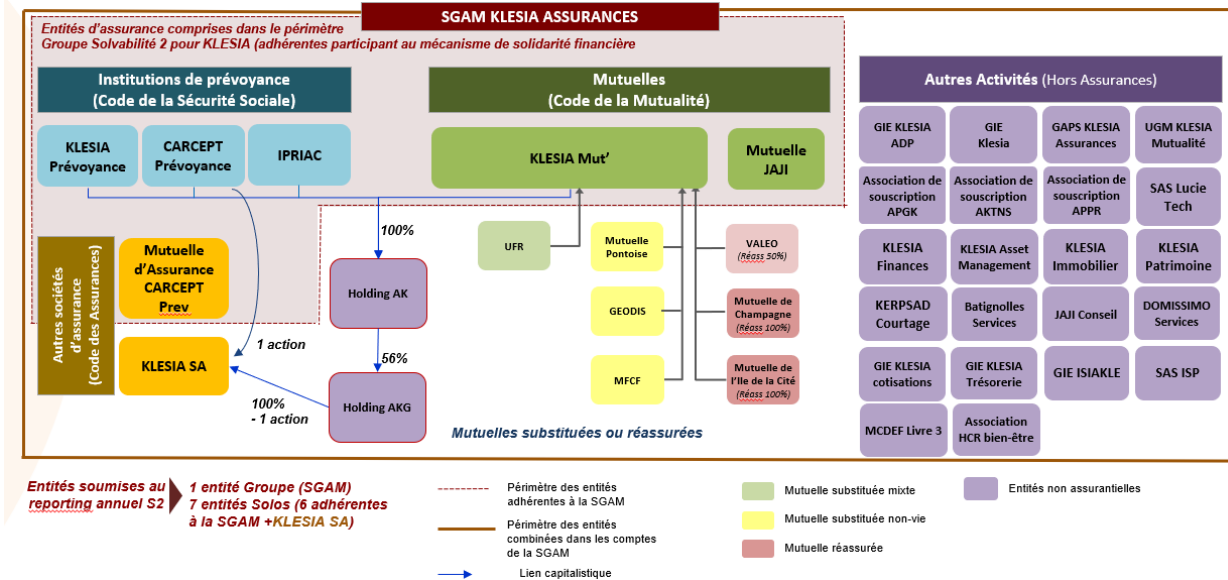 SGAM KLESIA ASSURANCES
Entités d'assurance comprises dans le périmètre
Groupe Solvabilité 2 pour KLESIA (adhérentes participant au mécanisme de solidarité financière
Institutions de prévoyance
(Code de la Sécurité Sociale)
Mutuelles
(Code de la Mutualité)
Autres Activités (Hors Assurances)
KLESIA
Prévoyance
CARCEPT
Prévoyance
IPRIAC
KLESIA Mut'
Mutuelle
JAJI
GIE KLESIA
ADP
GIE
Klesia
GAPS KLESIA
Assurances
UGM KLESIA
Mutualité
Association de
souscription
APGK
Association de
souscription
AKTNS
Association de
souscription
APPR
SAS Lucie
Tech
100%
UFR
Mutuelle
Pontoise
VALEO
(Réass 50%)
KLESIA
Finances
KLESIA Asset
Management
KLESIA
Immobilier
KLESIA
Patrimoine
Autres sociétés
d'assurance
(Code des Assurances)
Mutuelle
d'Assurance
CARCEPT
Prev
Holding AK
GEODIS
Mutuelle de
Champagne
(Réass 100%)
KERPSAD
Courtage
Batignolles
Services
JAJI Conseil
DOMISSIMO
Services
1 action
56%
KLESIA SA
100%
- 1 action
Holding AKG
MFCF
Mutuelle de
l'Ile de la Cité
(Réass 100%)
GIE KLESIA
cotisations
GIE KLESIA
Trésorerie
GIE ISIAKLE
SAS ISP
Mutuelles substituées ou réassurées
MCDEF Livre 3
Association
HCR bien-être
Entités soumises au
reporting annuel S2
1 entité Groupe (SGAM)
7 entités Solos (6 adhérentes
à la SGAM +KLESIA SA)
Périmètre des entités
adhérentes à la SGAM
Périmètre des entités
combinées dans les comptes
de la SGAM
Lien capitalistique
Mutuelle substituée mixte
Mutuelle substituée non-vie
Mutuelle réassurée
Entités non assurantielles